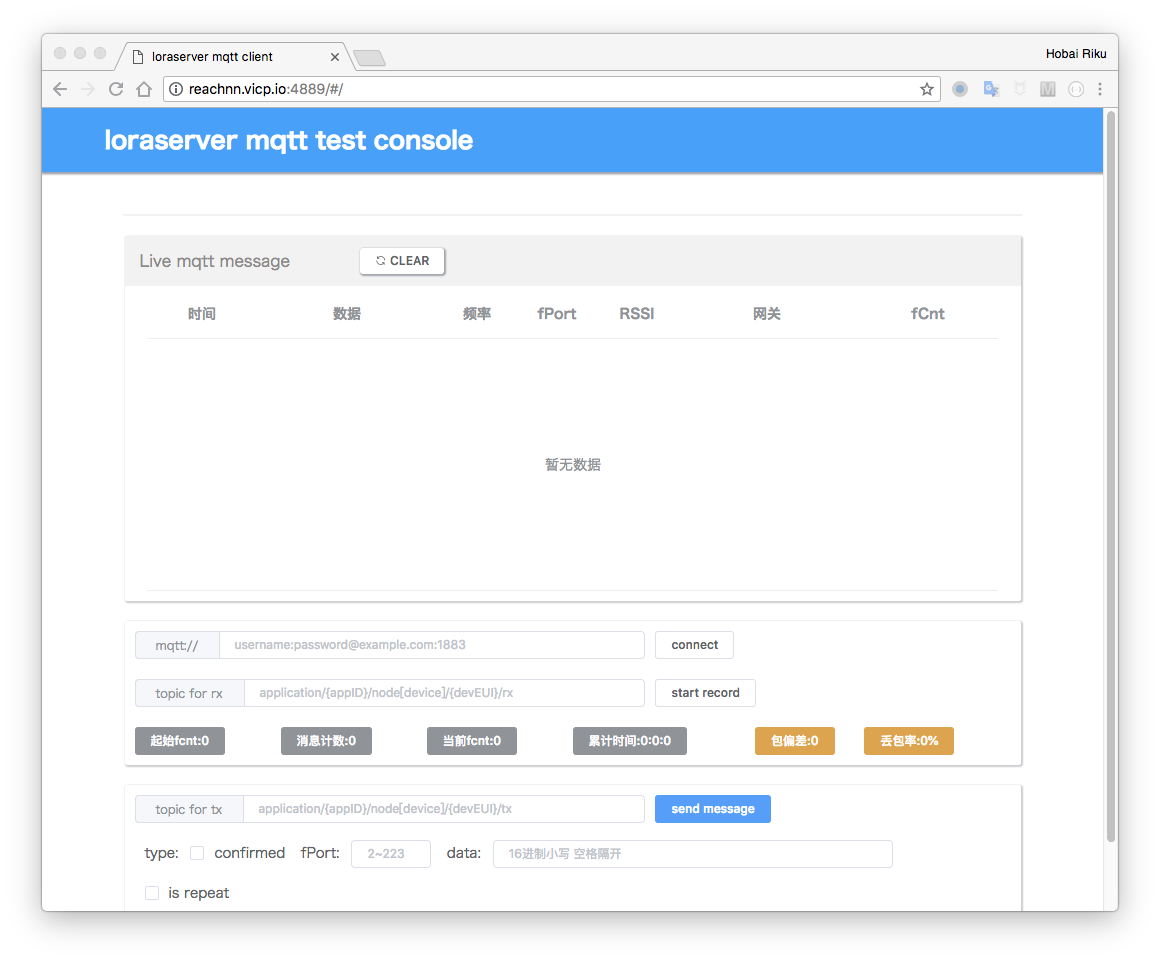 loraserver mqtt client
Hobai Riku
reachnn.vicp.io:4889/#/
loraserver mqtt test console
Live mqtt message CLEAR
时间 数据 频率 fPort RSSI 网关 fCnt
暂无数据
mqtt:// username:password@example.com:1883 connect
topic for rx application/{appID}/node[device]/{devEUI}/rx start record
起始fcnt:0 消息计数:0 当前fcnt:0 累计时间:0:0:0 包偏差:0 丢包率:0%
topic for tx application/{appID}/node[device]/{devEUI}/tx send message
type: confirmed fPort: 2~223 data: 16进制小写 空格隔开
is repeat